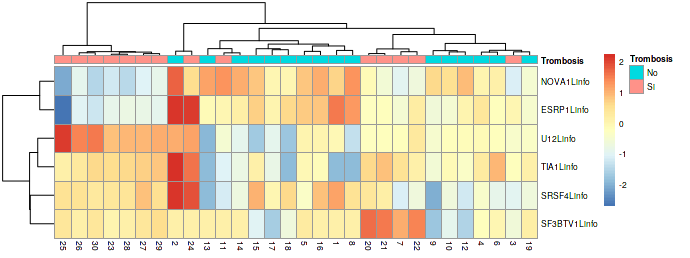 Trombosis
NOVA1Linfo
ESRP1Linfo
U12Linfo
TIA1Linfo
SRSF4Linfo
SF3BTV1Linfo
25 26 30 23 28 27 29 2 24 13 11 14 15 17 18 5 16 1 8 20 21 7 22 9 10 12 4 6 3 19
2
1
0
-1
-2
Trombosis
No
Si